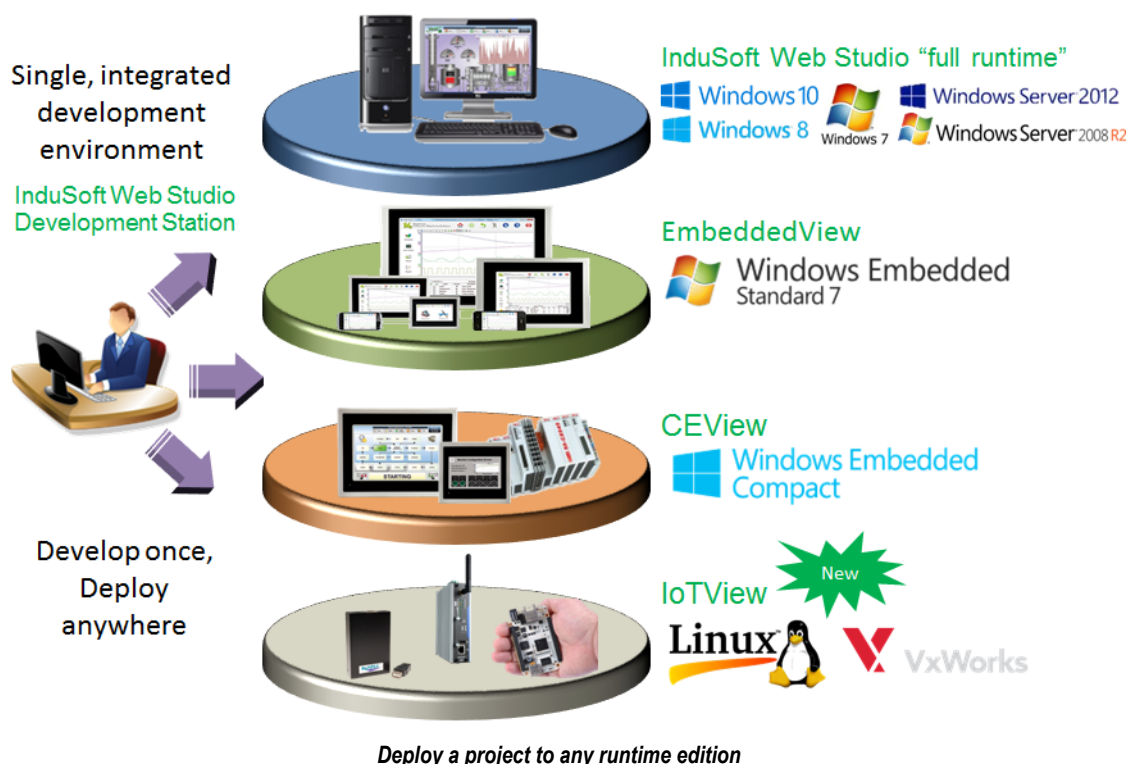 Single, integrated
development
environment
InduSoft Web Studio
Development Station
Develop once,
Deploy
anywhere
InduSoft Web Studio “full runtime”
Windows 10
Windows 8
Windows 7
Windows Server 2012
Windows Server 2008 R2
EmbeddedView
Windows Embedded
Standard 7
CEView
Windows Embedded
Compact
STARTING
IoTView
New
Linux™
VxWorks
Deploy a project to any runtime edition